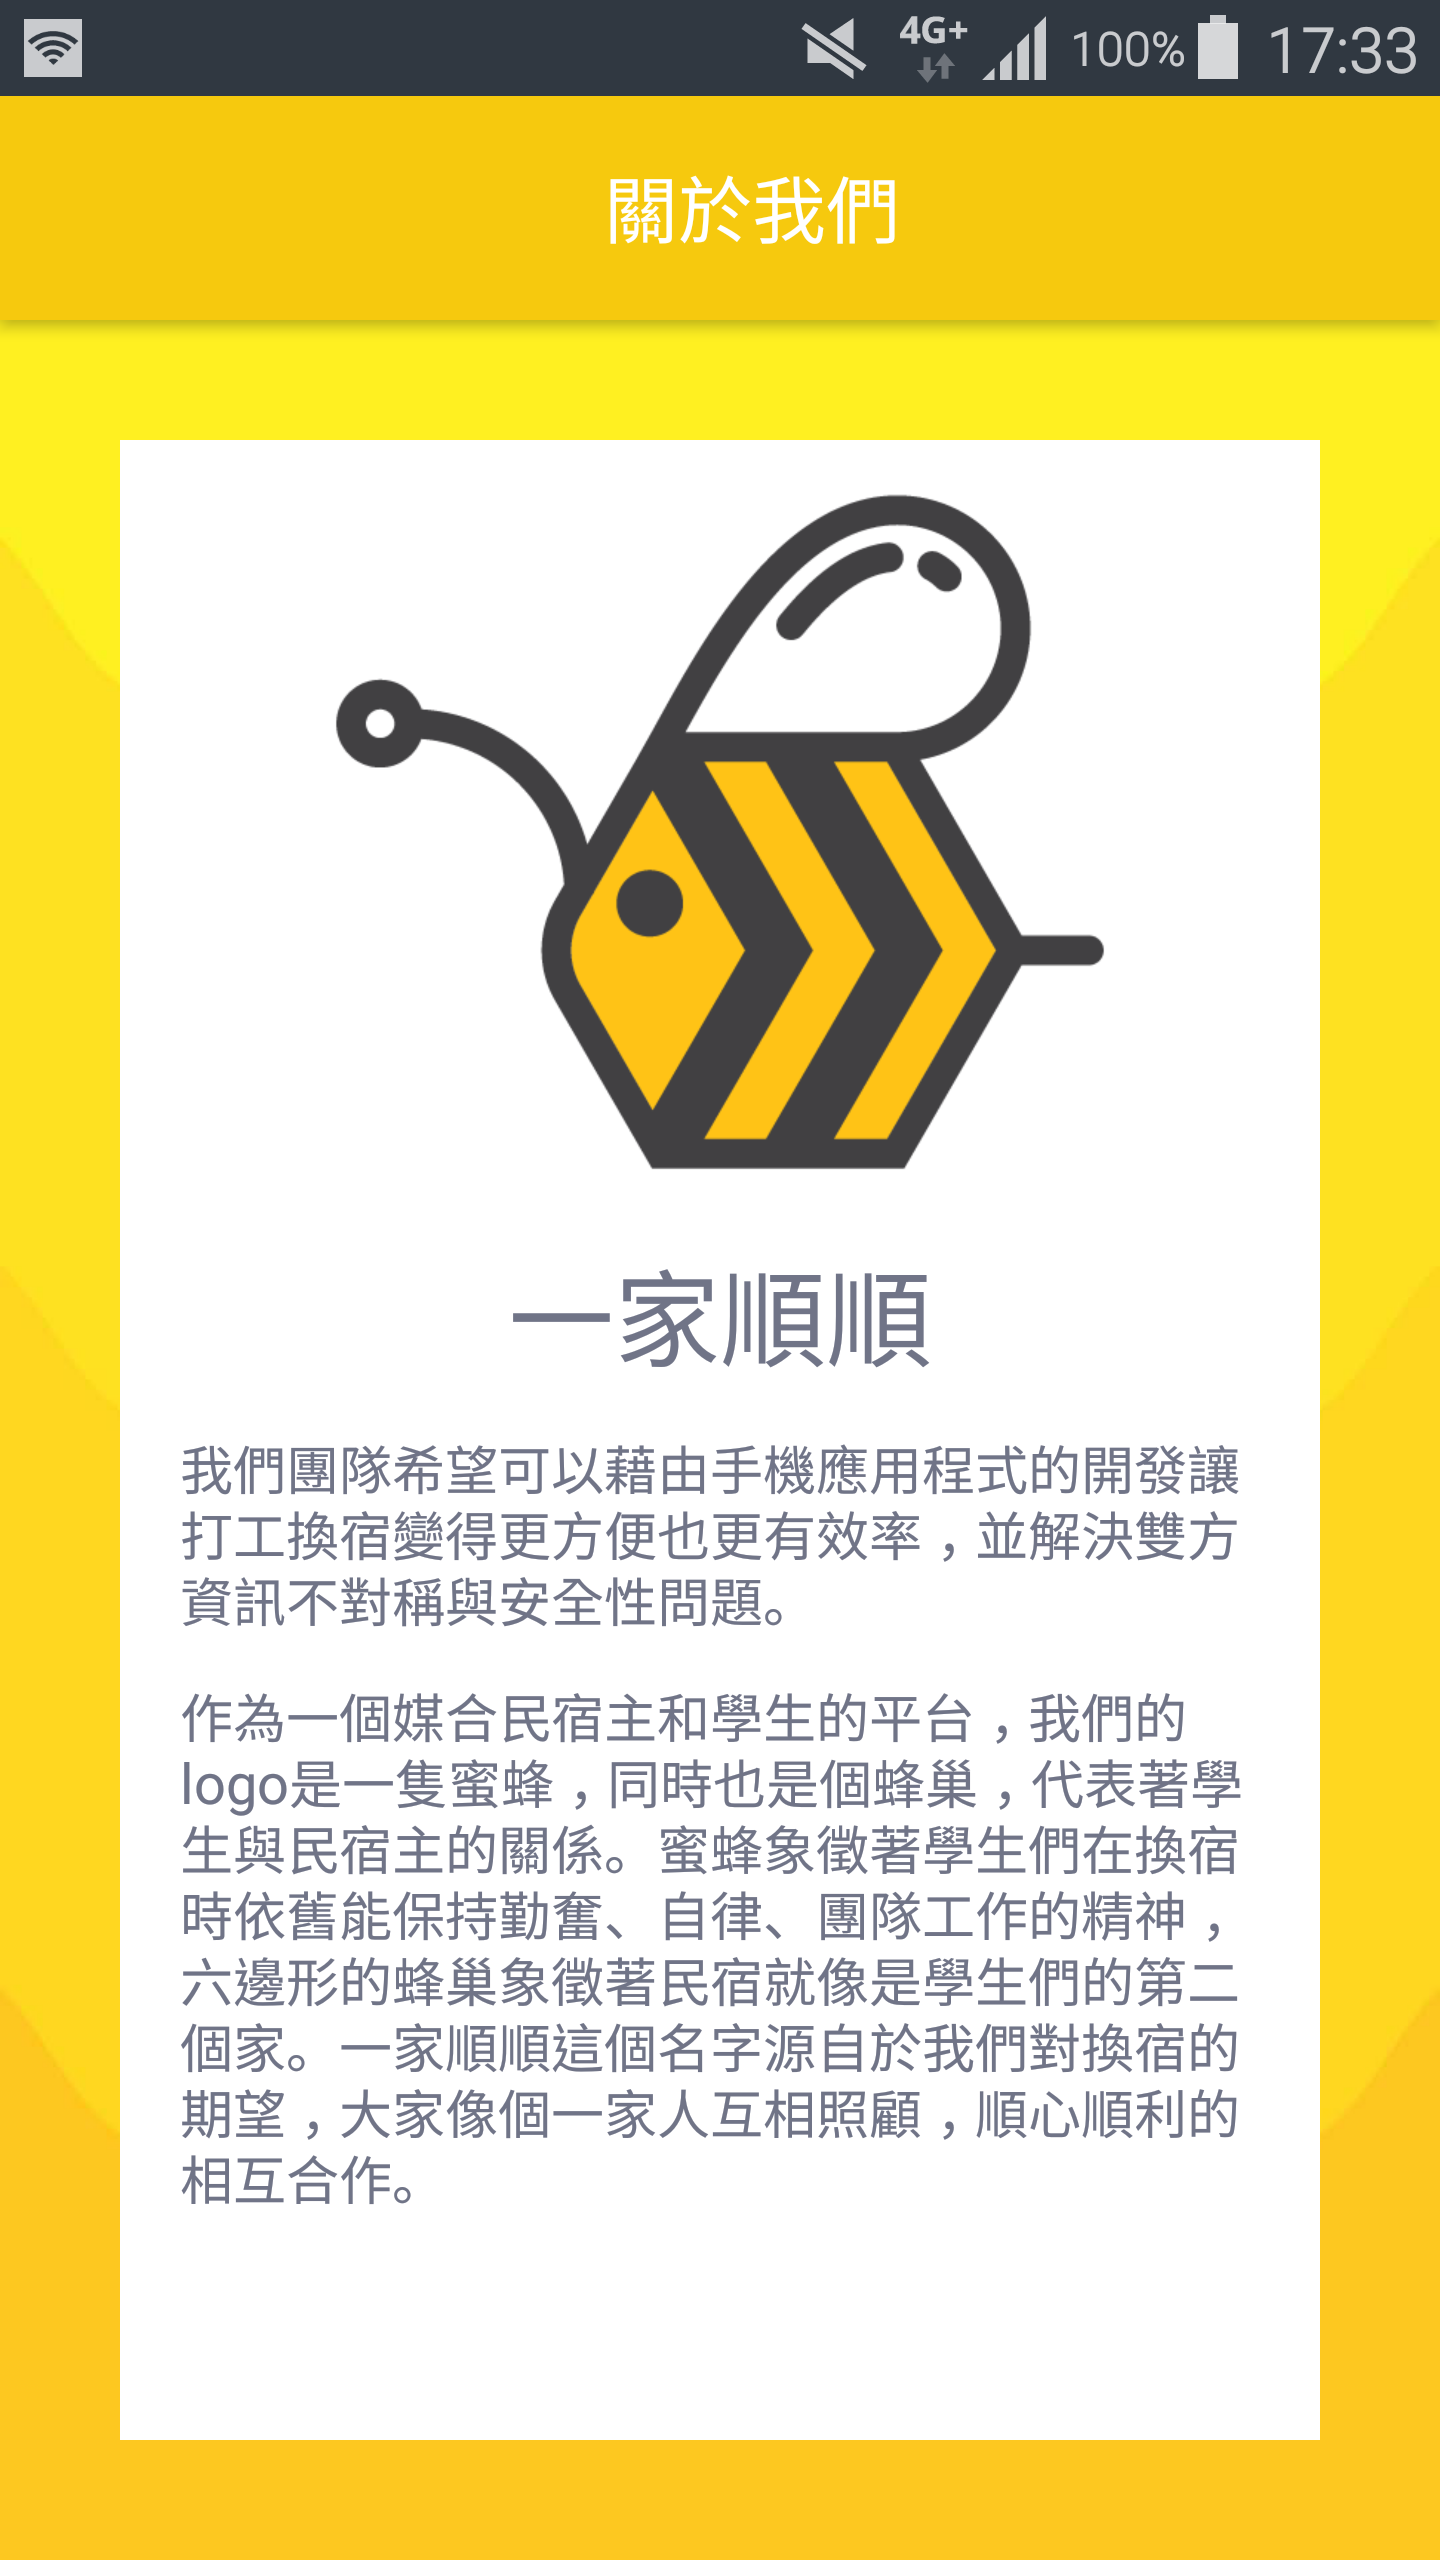 4G+ 100% 17:33
關於我們
一家順順
我們團隊希望可以藉由手機應用程式的開發讓
打工換宿變得更方便也更有效率，並解決雙方
資訊不對稱與安全性問題。
作為一個媒合民宿主和學生的平台，我們的
logo是一隻蜜蜂，同時也是個蜂巢，代表著學
生與民宿主的關係。蜜蜂象徵著學生們在換宿
時依舊能保持勤奮、自律、團隊工作的精神，
六邊形的蜂巢象徵著民宿就像是學生們的第二
個家。一家順順這個名字源自於我們對換宿的
期望，大家像個一家人互相照顧，順心順利的
相互合作。